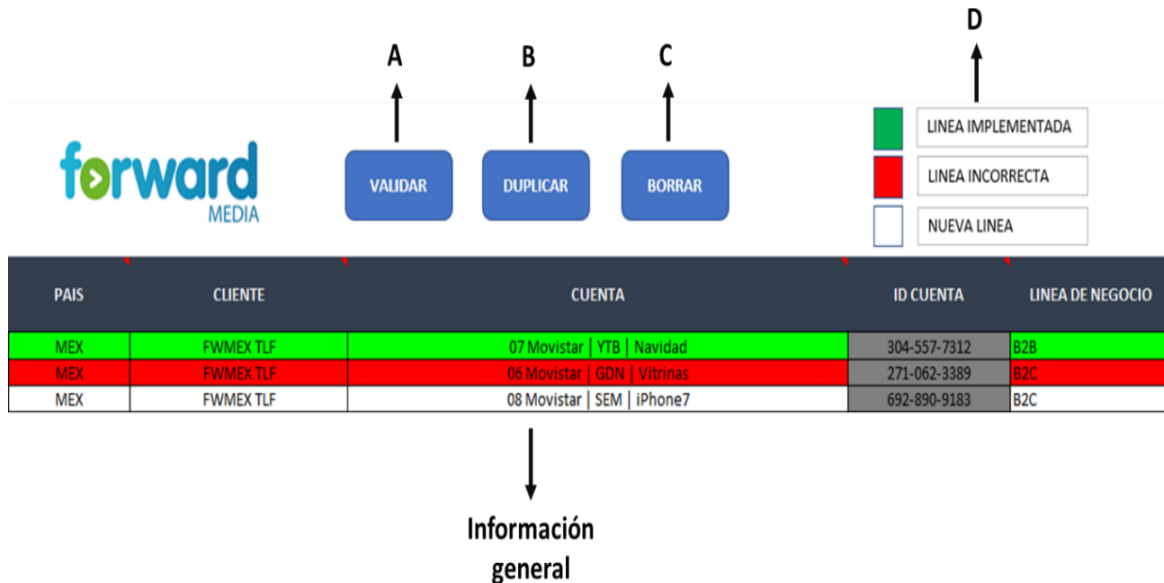 D
A B C
LINEA IMPLEMENTADA
forward
MEDIA
VALIDAR DUPLICAR BORRAR
LINEA INCORRECTA
NUEVA LINEA
PAIS CLIENTE CUENTA ID CUENTA LINEA DE NEGOCIO
MEX FWMEX TLF 07 Movistar | YTB | Navidad 304-557-7312 B2B
MEX FWMEX TLF 06 Movistar | GDN | Vitrinas 271-062-3389 B2C
MEX FWMEX TLF 08 Movistar | SEM | iPhone7 692-890-9183 B2C
Información
general